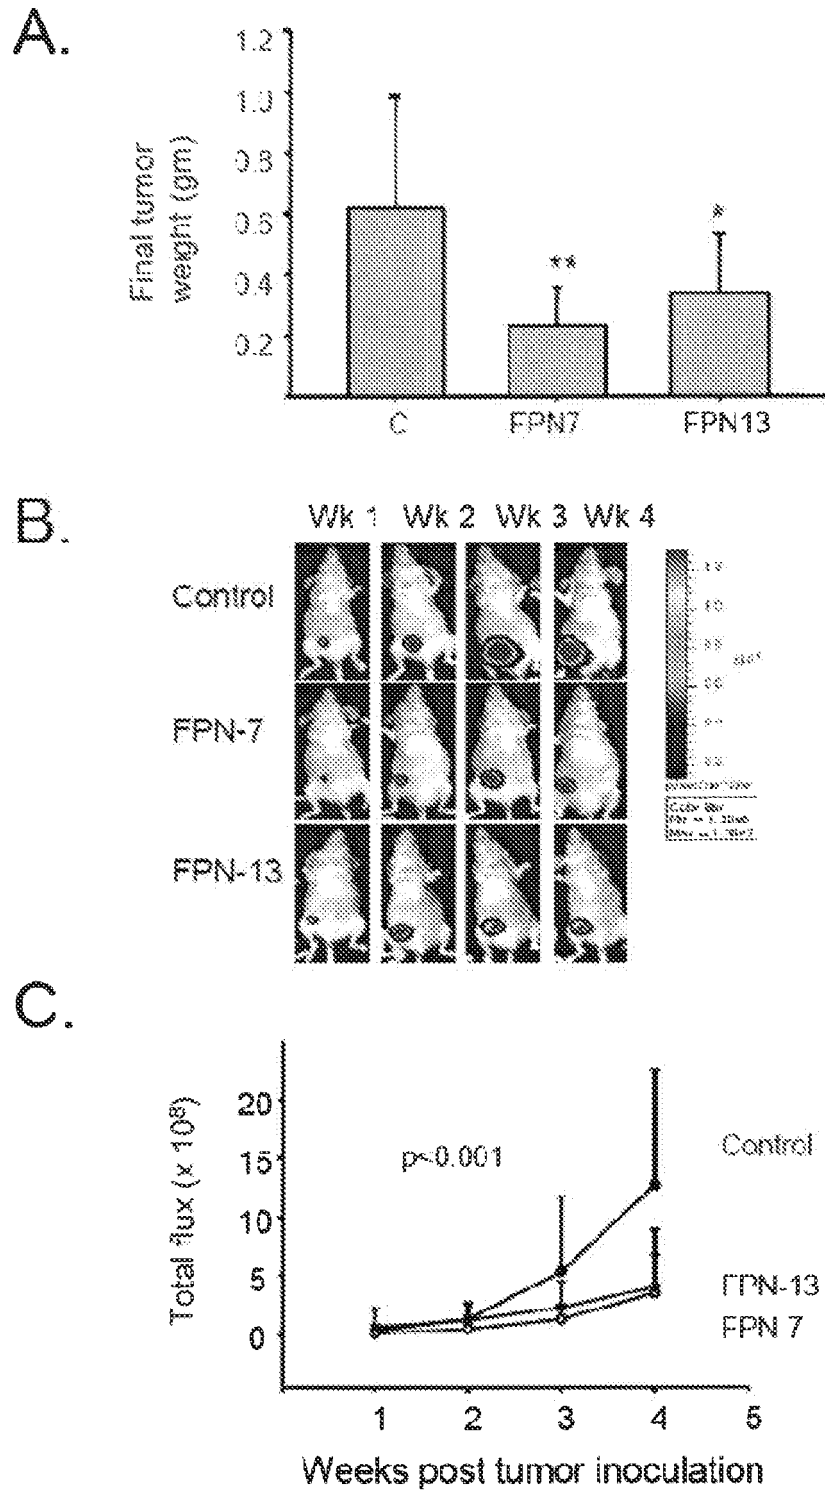 A.
Final tumor
weight (gm)
1.2
1.0
0.8
0.6
0.4
0.2
**
*
C
FPN7
FPN13
B.
Wk 1 Wk 2 Wk 3 Wk 4
Control
FPN-7
FPN-13
Color Bar
C.
Total flux (x 10⁸)
20
15
10
5
0
p<0.001
Control
FPN-13
FPN 7
1 2 3 4 5
Weeks post tumor inoculation